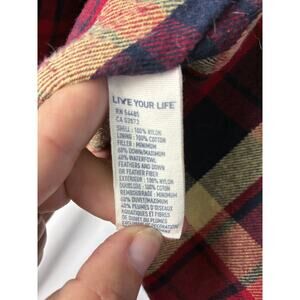 LIVE YOUR LIFE
RN 54485
CA 02873
SHELL : 100% NYLON
LINING : 100% COTTON
FILLER : MINIMUM
60% DOWN/MAXIMUM
40% WATERFOWL
FEATHERS AND DOWN
OR FEATHER FIBER
EXTERIEUR : 100% NYLON
DOUBLURE : 100% COTON
REMBOURRAGE : MINIMUM
60% DUVET/MAXIMUM
40% PLUMES D'OISEAUX
AQUATIQUES ET FIBRES
DE DUVET OU PLUMES